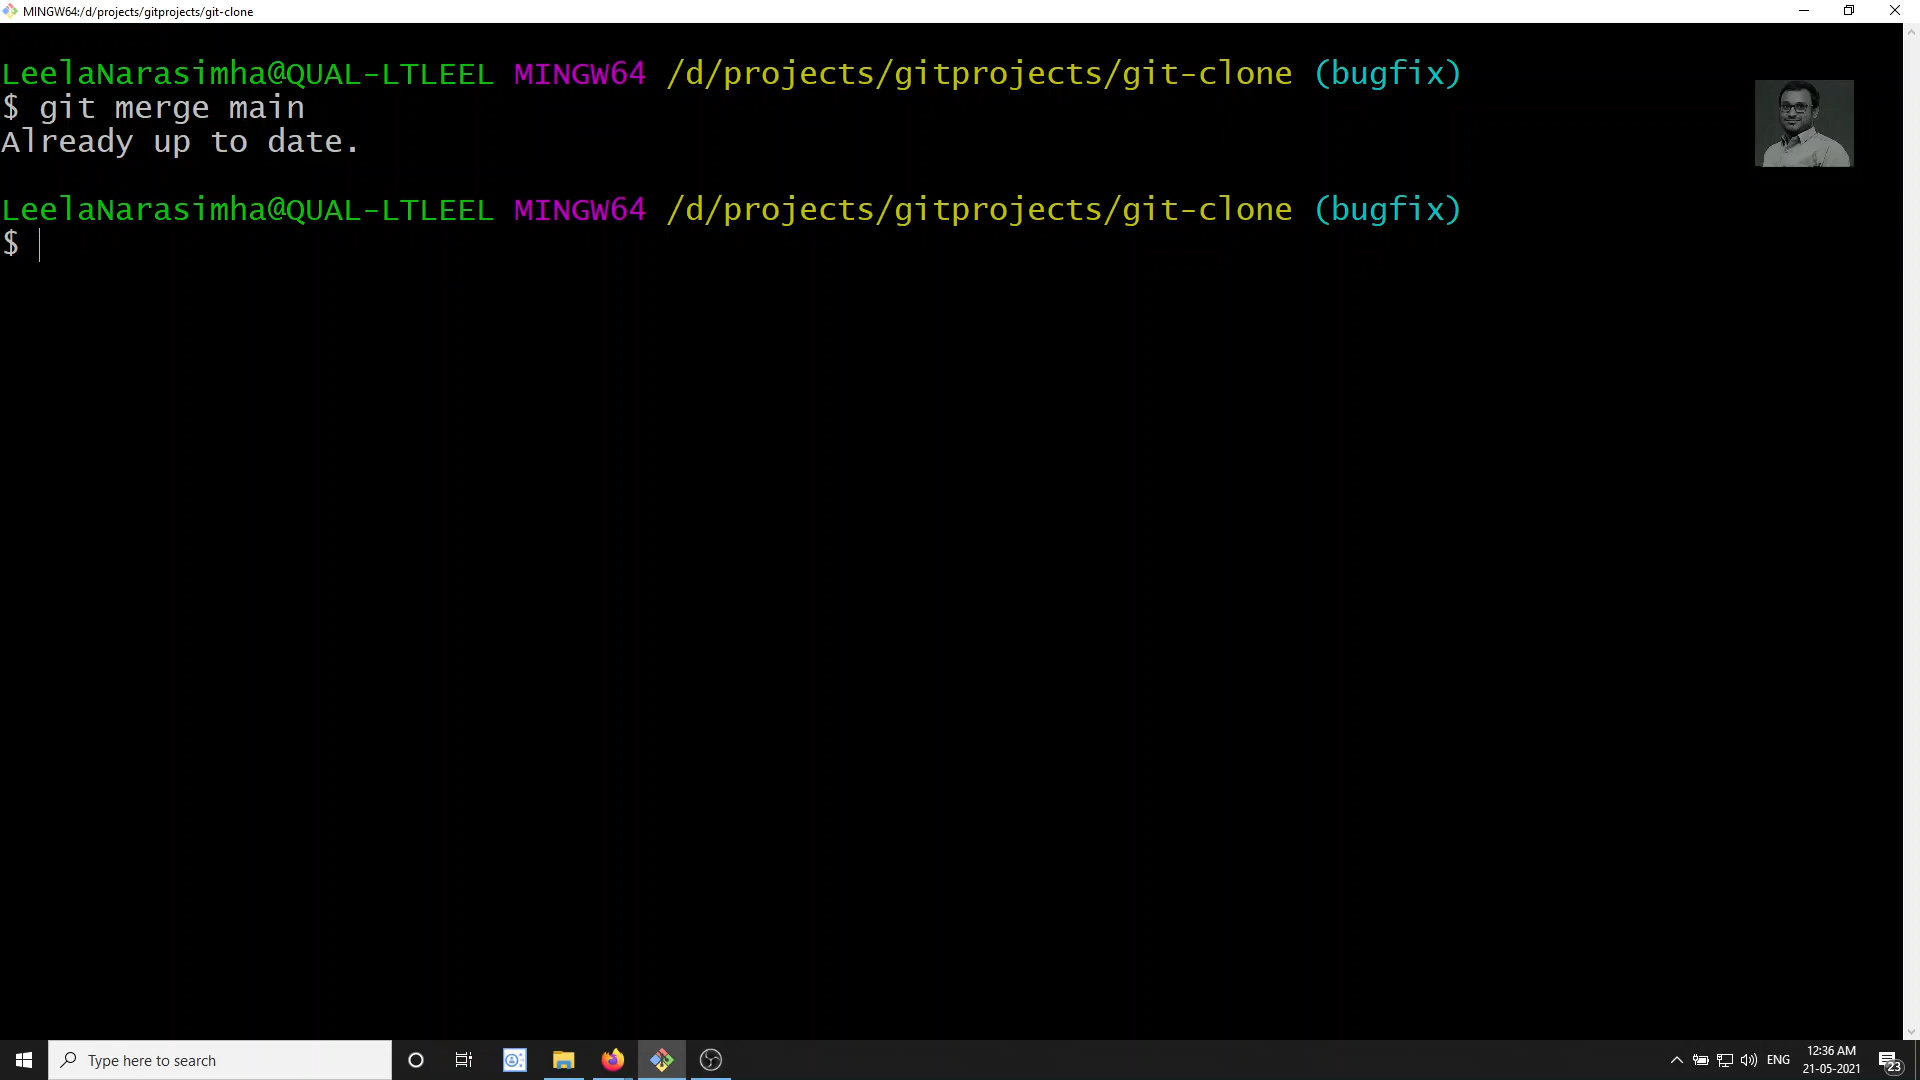 MINGW64:/d/projects/gitprojects/git-clone
LeelaNarasimha@QUAL-LTLEEL MINGW64 /d/projects/gitprojects/git-clone (bugfix)
$ git merge main
Already up to date.
LeelaNarasimha@QUAL-LTLEEL MINGW64 /d/projects/gitprojects/git-clone (bugfix)
$
Type here to search
ENG
12:36 AM
21-05-2021
23